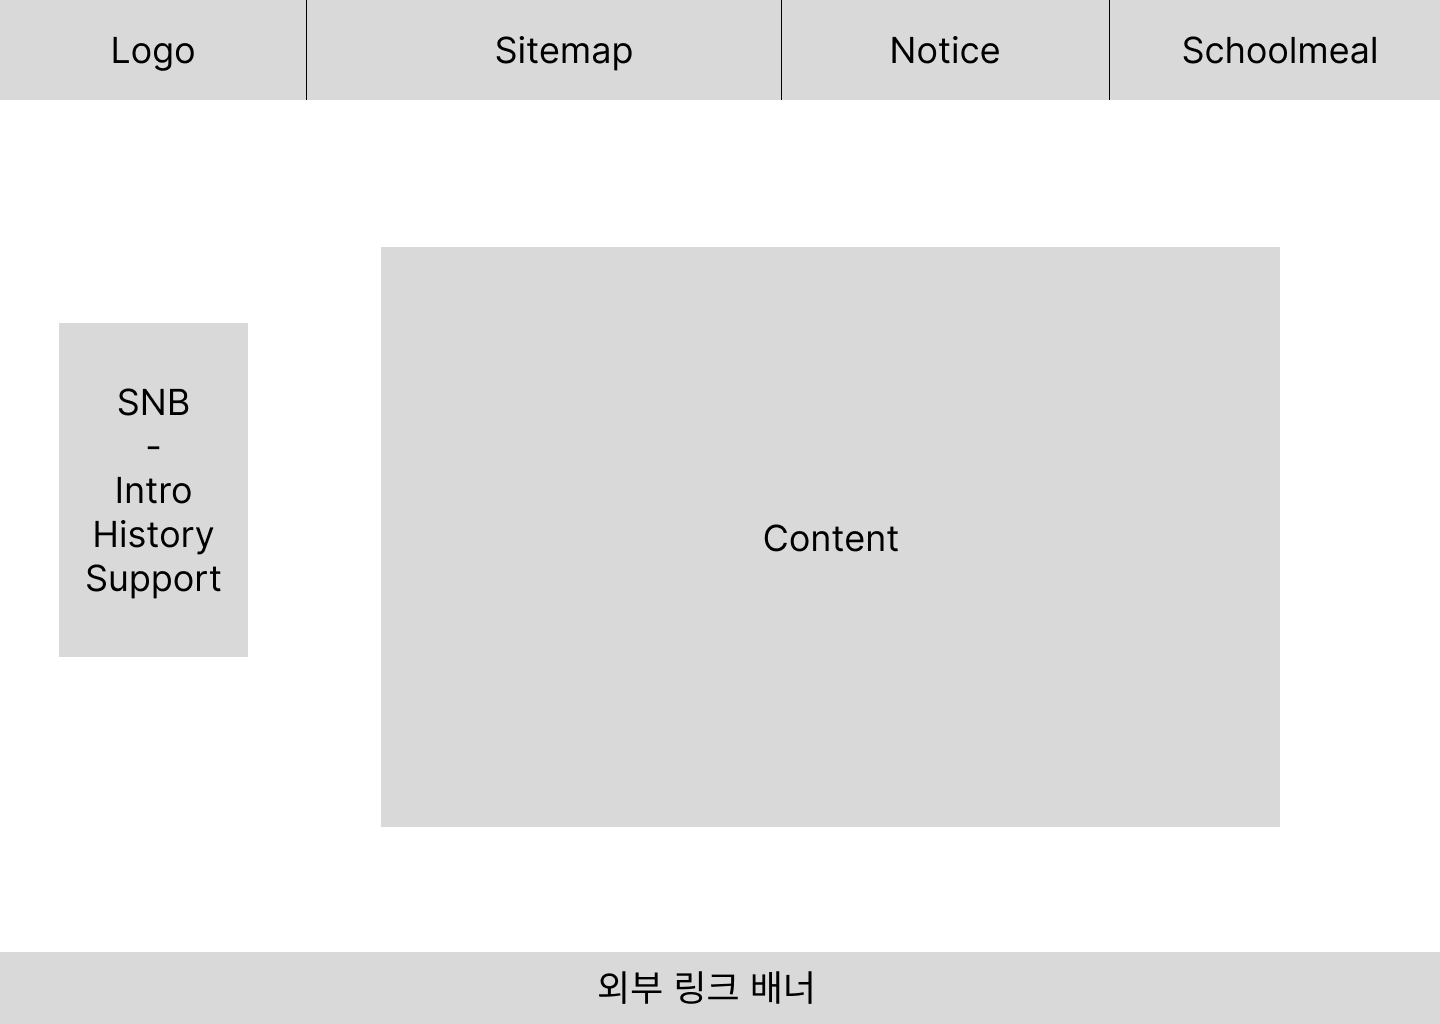 Logo
Sitemap
Notice
Schoolmeal
SNB
-
Intro
History
Support
Content
외부 링크 배너